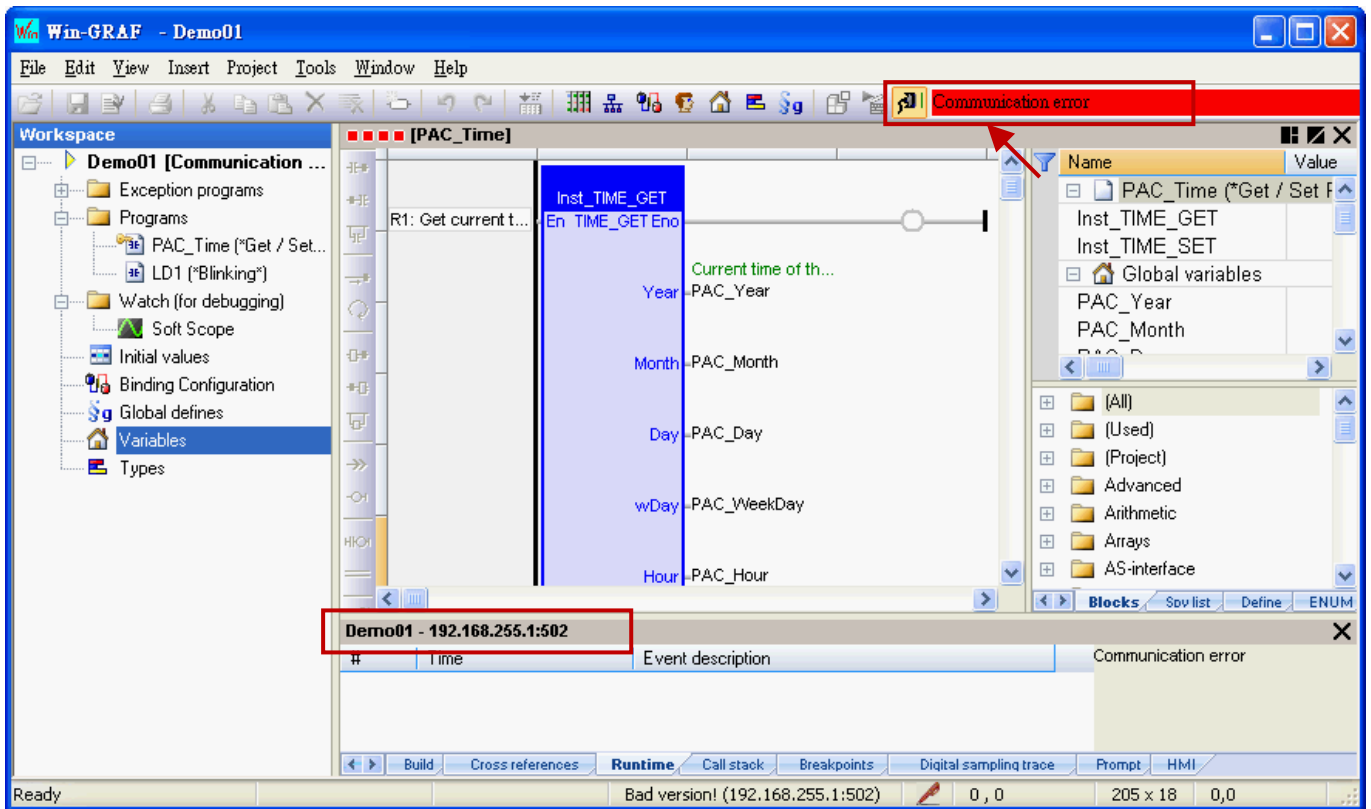 Win-GRAF - Demo01
File Edit View Insert Project Tools Window Help
Communication error
Workspace
Demo01 [Communication ...
Exception programs
Programs
PAC_Time (*Get / Set...
LD1 (*Blinking*)
Watch (for debugging)
Soft Scope
Initial values
Binding Configuration
Global defines
Variables
Types
[PAC_Time]
R1: Get current t...
Inst_TIME_GET
En TIME_GET Eno
Current time of th...
Year PAC_Year
Month PAC_Month
Day PAC_Day
wDay PAC_WeekDay
Hour PAC_Hour
Name Value
PAC_Time (*Get / Set
Inst_TIME_GET
Inst_TIME_SET
Global variables
PAC_Year
PAC_Month
(All)
(Used)
(Project)
Advanced
Arithmetic
Arrays
AS-interface
Blocks Spy list Define ENUM
Demo01 - 192.168.255.1:502
# Time Event description
Communication error
Build Cross references Runtime Call stack Breakpoints Digital sampling trace Prompt HMI
Ready Bad version! (192.168.255.1:502) 0 , 0 205 x 18 0,0